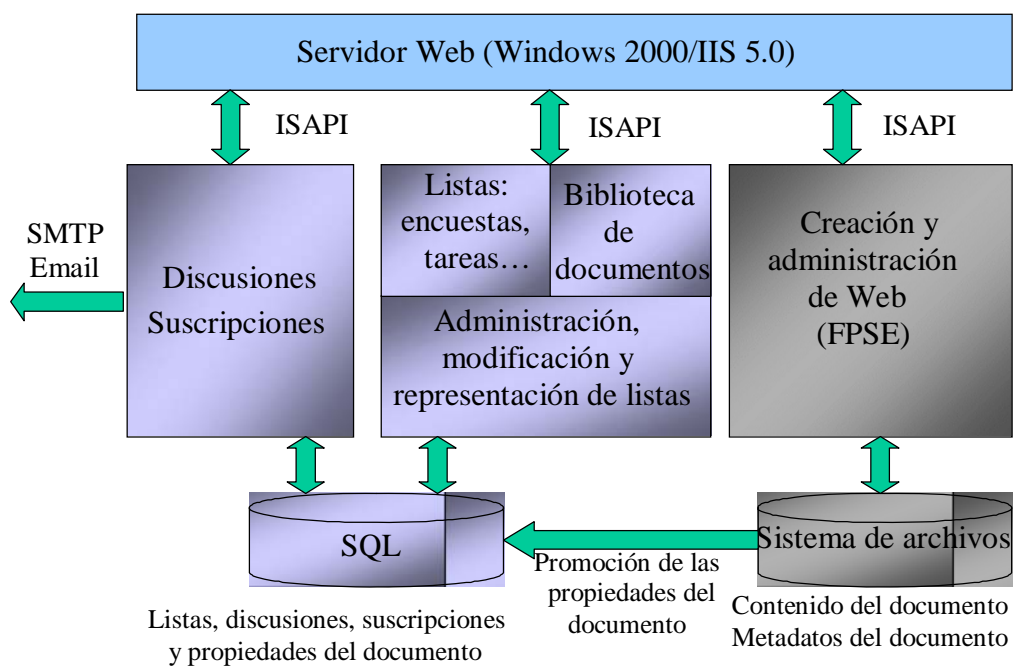 Servidor Web (Windows 2000/IIS 5.0)
ISAPI
ISAPI
ISAPI
SMTP
Email
Discusiones
Suscripciones
Listas:
encuestas,
tareas…
Biblioteca
de
documentos
Administración,
modificación y
representación de listas
Creación y
administración
de Web
(FPSE)
SQL
Sistema de archivos
Promoción de las
propiedades del
documento
Listas, discusiones, suscripciones
y propiedades del documento
Contenido del documento
Metadatos del documento